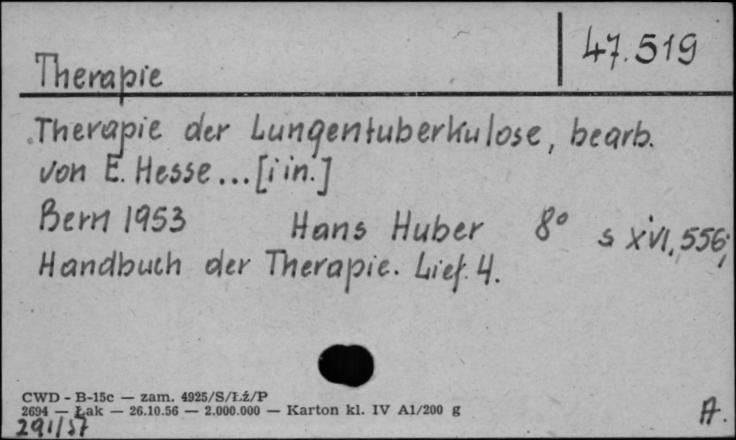 47.519
Therapie
Therapie der Lungentuberkulose, bearb.
von E. Hesse ... [i in.]
Bern 1953 Hans Huber 8° s XVI, 556;
Handbuch der Therapie. Lief. 4.
CWD - B-15c — zam. 4925/S/Łź/P
2694 — Łak — 26.10.56 — 2.000.000 — Karton kl. IV A1/200 g
291/57
A.